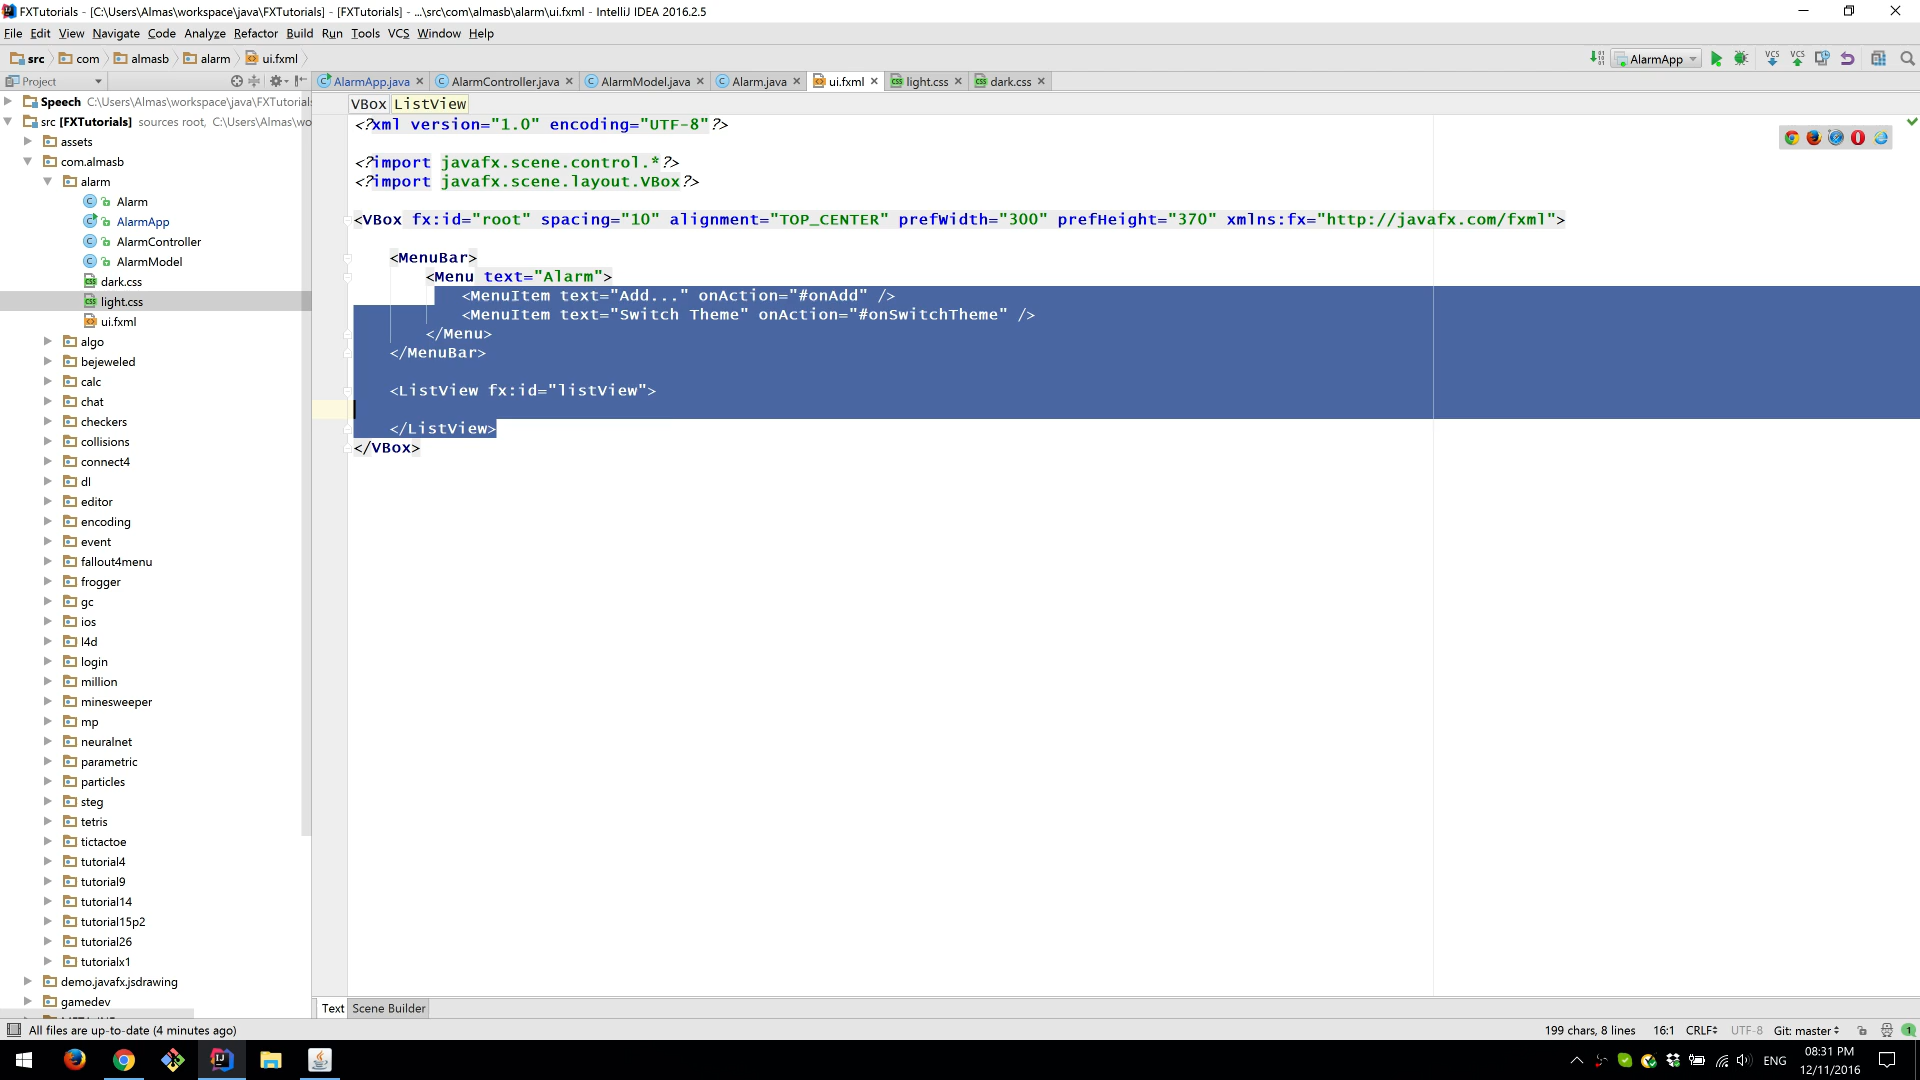 FXTutorials - [C:\Users\Almas\workspace\java\FXTutorials] - [FXTutorials] - ...\src\com\almasb\alarm\ui.fxml - IntelliJ IDEA 2016.2.5
File Edit View Navigate Code Analyze Refactor Build Run Tools VCS Window Help
src com almasb alarm ui.fxml
AlarmApp
VCS VCS
Project
AlarmApp.java AlarmController.java AlarmModel.java Alarm.java ui.fxml light.css dark.css
Speech C:\Users\Almas\workspace\java\FXTutorials
src [FXTutorials] sources root, C:\Users\Almas\wo
assets
com.almasb
alarm
Alarm
AlarmApp
AlarmController
AlarmModel
dark.css
light.css
ui.fxml
algo
bejeweled
calc
chat
checkers
collisions
connect4
dl
editor
encoding
event
fallout4menu
frogger
gc
ios
l4d
login
million
minesweeper
mp
neuralnet
parametric
particles
steg
tetris
tictactoe
tutorial4
tutorial9
tutorial14
tutorial15p2
tutorial26
tutorialx1
demo.javafx.jsdrawing
gamedev
VBox ListView
<?xml version="1.0" encoding="UTF-8"?>
<?import javafx.scene.control.*?>
<?import javafx.scene.layout.VBox?>
<VBox fx:id="root" spacing="10" alignment="TOP_CENTER" prefWidth="300" prefHeight="370" xmlns:fx="http://javafx.com/fxml">
<MenuBar>
<Menu text="Alarm">
<MenuItem text="Add..." onAction="#onAdd" />
<MenuItem text="Switch Theme" onAction="#onSwitchTheme" />
</Menu>
</MenuBar>
<ListView fx:id="listView">
</ListView>
</VBox>
Text Scene Builder
All files are up-to-date (4 minutes ago)
199 chars, 8 lines 16:1 CRLF UTF-8 Git: master 1
ENG
08:31 PM
12/11/2016